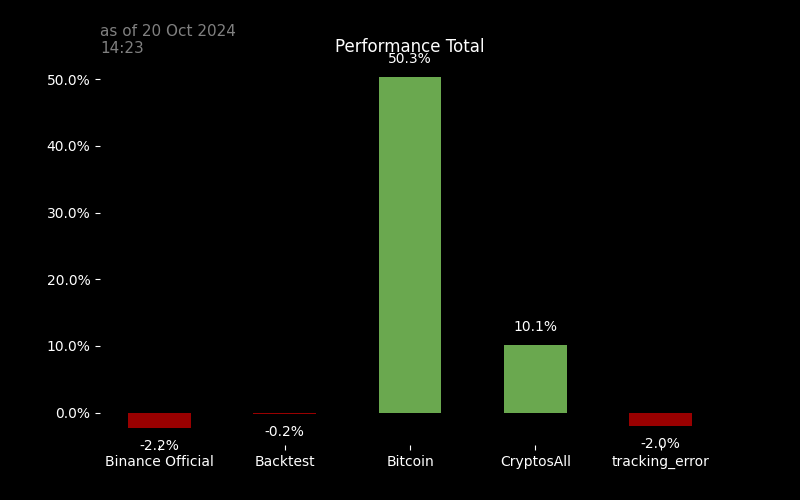 as of 20 Oct 2024
14:23
Performance Total
50.3%
50.0%
40.0%
30.0%
20.0%
10.1%
10.0%
0.0%
-0.2%
-2.2%
-2.0%
Binance Official
Backtest
Bitcoin
CryptosAll
tracking_error